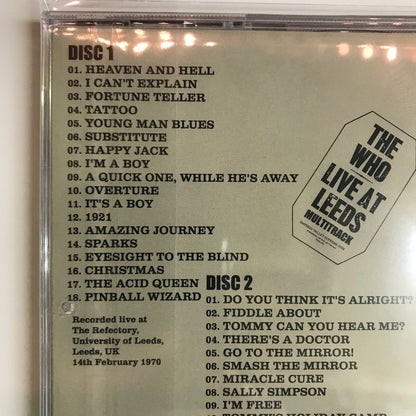 DISC 1
01. HEAVEN AND HELL
02. I CAN'T EXPLAIN
03. FORTUNE TELLER
04. TATTOO
05. YOUNG MAN BLUES
06. SUBSTITUTE
07. HAPPY JACK
08. I'M A BOY
09. A QUICK ONE, WHILE HE'S AWAY
10. OVERTURE
11. IT'S A BOY
12. 1921
13. AMAZING JOURNEY
14. SPARKS
15. EYESIGHT TO THE BLIND
16. CHRISTMAS
17. THE ACID QUEEN
18. PINBALL WIZARD
Recorded live at
The Refectory,
University of Leeds,
Leeds, UK
14th February 1970
THE
WHO
LIVE AT
LEEDS
MULTITRACK
DISC 2
01. DO YOU THINK IT'S ALRIGHT?
02. FIDDLE ABOUT
03. TOMMY CAN YOU HEAR ME?
04. THERE'S A DOCTOR
05. GO TO THE MIRROR!
06. SMASH THE MIRROR
07. MIRACLE CURE
08. SALLY SIMPSON
09. I'M FREE
10. TOMMY'S HOLIDAY CAMP